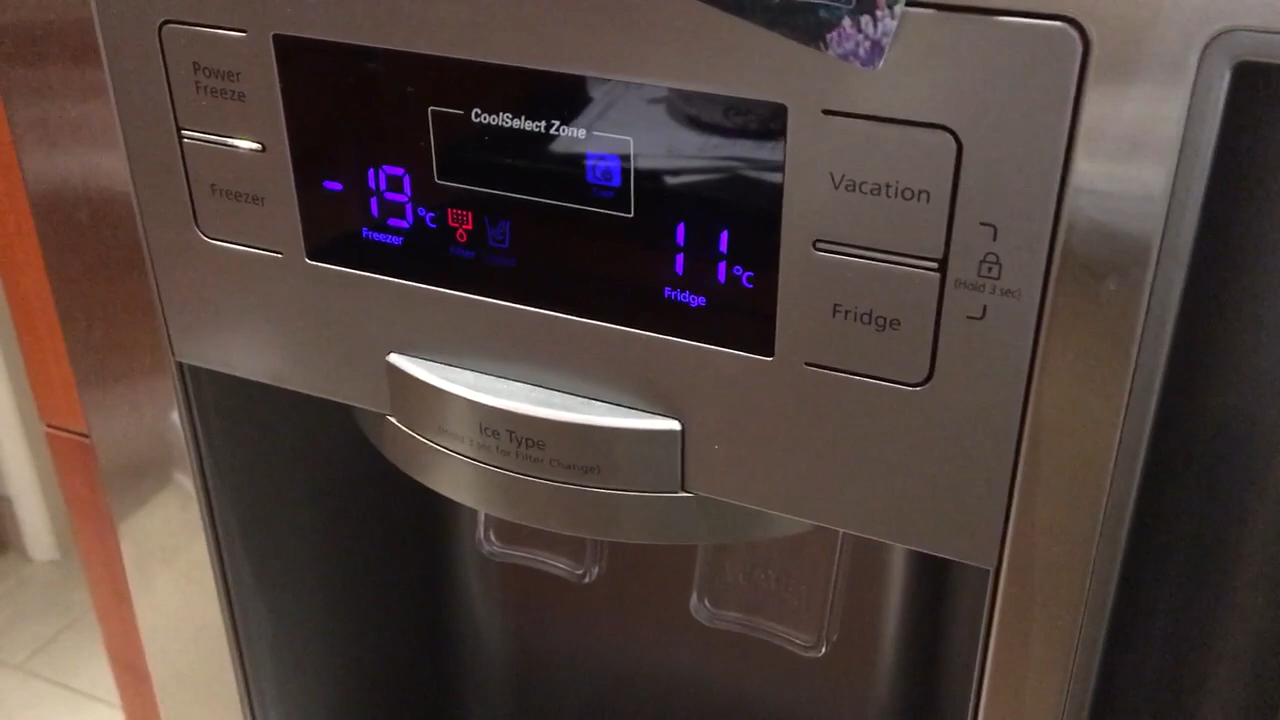 Power
Freeze
Freezer
CoolSelect Zone
-19°C
Freezer
Filter
11°C
Fridge
Vacation
Fridge
(Hold 3 sec)
Ice Type
(Hold 3 sec for Filter Change)